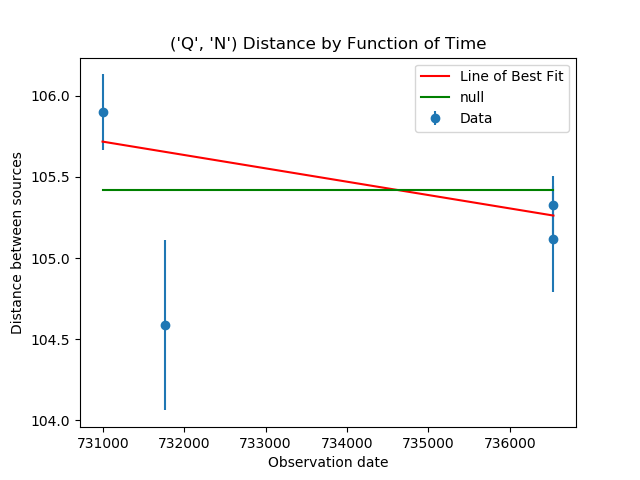 ('Q', 'N') Distance by Function of Time
Line of Best Fit
null
Data
Distance between sources
106.0
105.5
105.0
104.5
104.0
731000 732000 733000 734000 735000 736000
Observation date